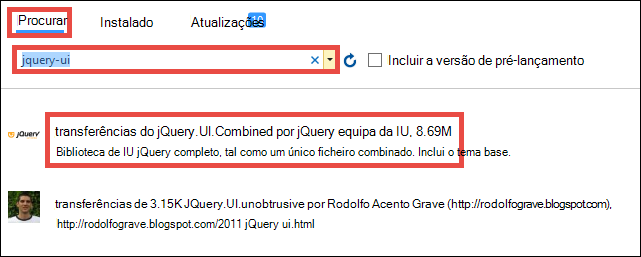 Procurar Instalado Atualizações 10
jquery-ui Incluir a versão de pré-lançamento
jQuery transferências do jQuery.UI.Combined por jQuery equipa da IU, 8.69M
Biblioteca de IU jQuery completo, tal como um único ficheiro combinado. Inclui o tema base.
transferências de 3.15K JQuery.UI.unobtrusive por Rodolfo Acento Grave (http://rodolfograve.blogspot.com),
http://rodolfograve.blogspot.com/2011 jQuery ui.html